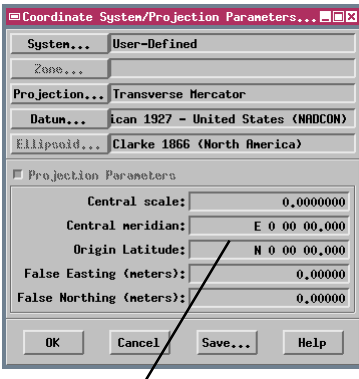 Coordinate System/Projection Parameters...
System... User-Defined
Zone...
Projection... Transverse Mercator
Datum... ican 1927 - United States (NADCON)
Ellipsoid... Clarke 1866 (North America)
Projection Parameters
Central scale: 0.0000000
Central meridian: E 0 00 00.000
Origin Latitude: N 0 00 00.000
False Easting (meters): 0.00000
False Northing (meters): 0.00000
OK Cancel Save... Help